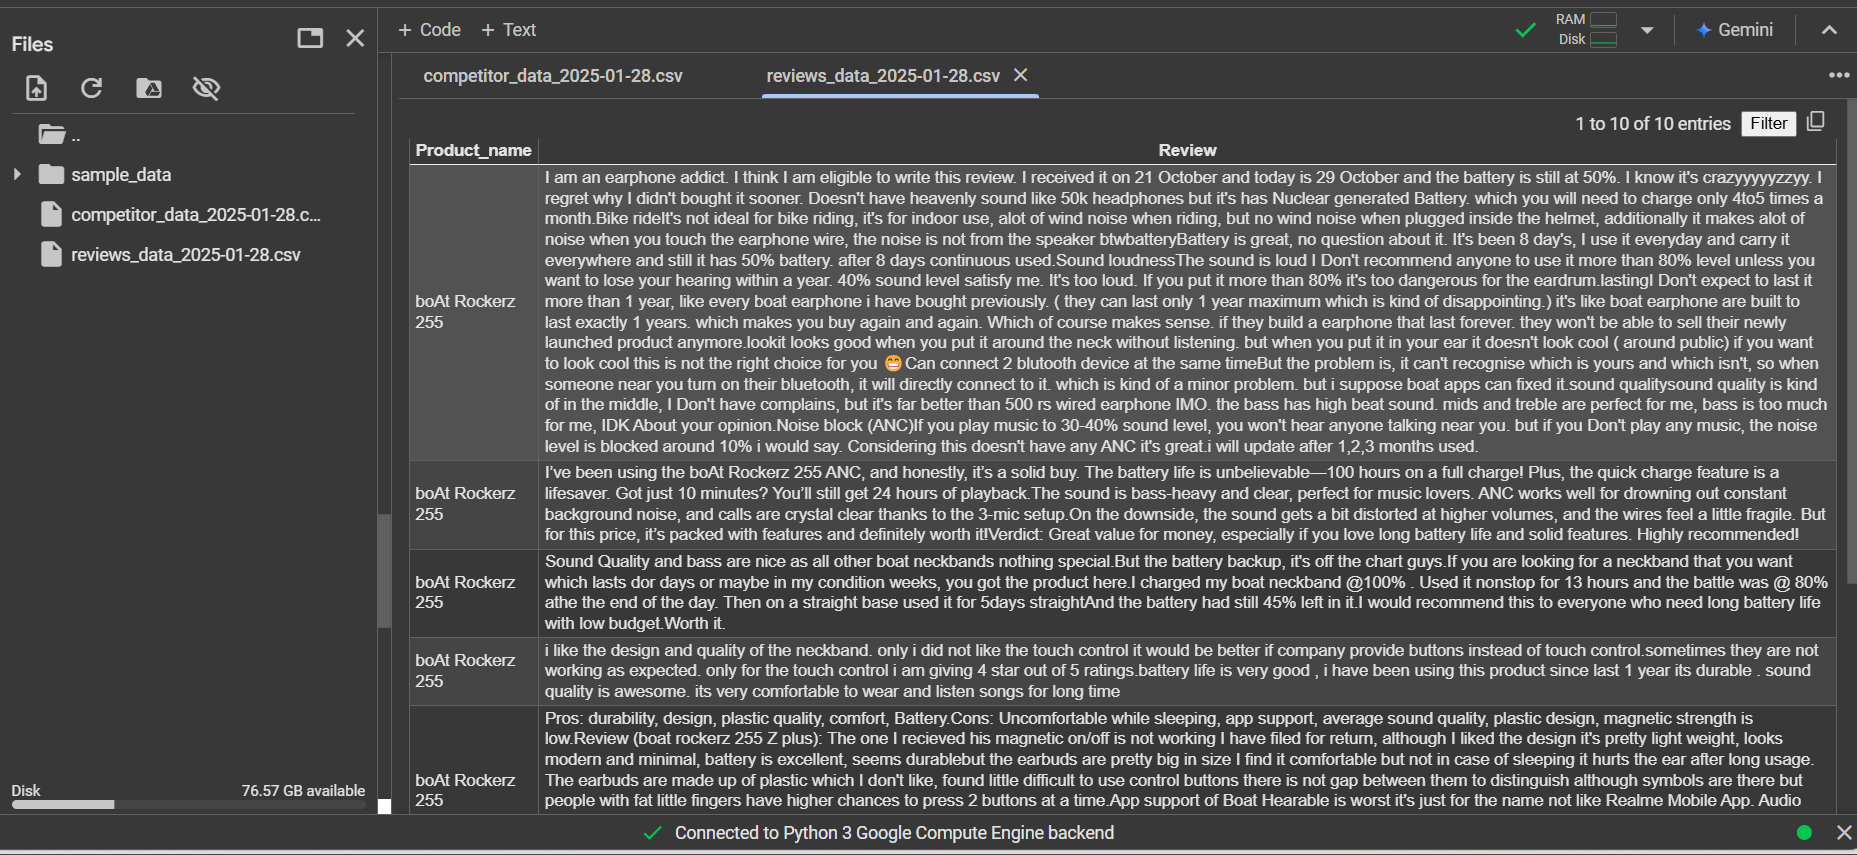 Files
+ Code + Text
RAM
Disk
Gemini
competitor_data_2025-01-28.csv
reviews_data_2025-01-28.csv
..
sample_data
competitor_data_2025-01-28.c...
reviews_data_2025-01-28.csv
1 to 10 of 10 entries Filter
Product_name Review
boAt Rockerz
255
I am an earphone addict. I think I am eligible to write this review. I received it on 21 October and today is 29 October and the battery is still at 50%. I know it's crazyyyyyzzyy. I
regret why I didn't bought it sooner. Doesn't have heavenly sound like 50k headphones but it's has Nuclear generated Battery. which you will need to charge only 4to5 times a
month.Bike rideIt's not ideal for bike riding, it's for indoor use, alot of wind noise when riding, but no wind noise when plugged inside the helmet, additionally it makes alot of
noise when you touch the earphone wire, the noise is not from the speaker btwbatteryBattery is great, no question about it. It's been 8 day's, I use it everyday and carry it
everywhere and still it has 50% battery. after 8 days continuous used.Sound loudnessThe sound is loud I Don't recommend anyone to use it more than 80% level unless you
want to lose your hearing within a year. 40% sound level satisfy me. It's too loud. If you put it more than 80% it's too dangerous for the eardrum.lastingI Don't expect to last it
more than 1 year, like every boat earphone i have bought previously. ( they can last only 1 year maximum which is kind of disappointing.) it's like boat earphone are built to
last exactly 1 years. which makes you buy again and again. Which of course makes sense. if they build a earphone that last forever. they won't be able to sell their newly
launched product anymore.lookit looks good when you put it around the neck without listening. but when you put it in your ear it doesn't look cool ( around public) if you want
to look cool this is not the right choice for you 😁Can connect 2 blutooth device at the same timeBut the problem is, it can't recognise which is yours and which isn't, so when
someone near you turn on their bluetooth, it will directly connect to it. which is kind of a minor problem. but i suppose boat apps can fixed it.sound qualitysound quality is kind
of in the middle, I Don't have complains, but it's far better than 500 rs wired earphone IMO. the bass has high beat sound. mids and treble are perfect for me, bass is too much
for me, IDK About your opinion.Noise block (ANC)If you play music to 30-40% sound level, you won't hear anyone talking near you. but if you Don't play any music, the noise
level is blocked around 10% i would say. Considering this doesn't have any ANC it's great.i will update after 1,2,3 months used.
boAt Rockerz
255
I’ve been using the boAt Rockerz 255 ANC, and honestly, it’s a solid buy. The battery life is unbelievable—100 hours on a full charge! Plus, the quick charge feature is a
lifesaver. Got just 10 minutes? You’ll still get 24 hours of playback.The sound is bass-heavy and clear, perfect for music lovers. ANC works well for drowning out constant
background noise, and calls are crystal clear thanks to the 3-mic setup.On the downside, the sound gets a bit distorted at higher volumes, and the wires feel a little fragile. But
for this price, it’s packed with features and definitely worth it!Verdict: Great value for money, especially if you love long battery life and solid features. Highly recommended!
boAt Rockerz
255
Sound Quality and bass are nice as all other boat neckbands nothing special.But the battery backup, it's off the chart guys.If you are looking for a neckband that you want
which lasts dor days or maybe in my condition weeks, you got the product here.I charged my boat neckband @100% . Used it nonstop for 13 hours and the battle was @ 80%
athe the end of the day. Then on a straight base used it for 5days straightAnd the battery had still 45% left in it.I would recommend this to everyone who need long battery life
with low budget.Worth it.
boAt Rockerz
255
i like the design and quality of the neckband. only i did not like the touch control it would be better if company provide buttons instead of touch control.sometimes they are not
working as expected. only for the touch control i am giving 4 star out of 5 ratings.battery life is very good , i have been using this product since last 1 year its durable . sound
quality is awesome. its very comfortable to wear and listen songs for long time
boAt Rockerz
255
Pros: durability, design, plastic quality, comfort, Battery.Cons: Uncomfortable while sleeping, app support, average sound quality, plastic design, magnetic strength is
low.Review (boat rockerz 255 Z plus): The one I recieved his magnetic on/off is not working I have filed for return, although I liked the design it's pretty light weight, looks
modern and minimal, battery is excellent, seems durablebut the earbuds are pretty big in size I find it comfortable but not in case of sleeping it hurts the ear after long usage.
The earbuds are made up of plastic which I don't like, found little difficult to use control buttons there is not gap between them to distinguish although symbols are there but
people with fat little fingers have higher chances to press 2 buttons at a time.App support of Boat Hearable is worst it's just for the name not like Realme Mobile App. Audio
Disk 76.57 GB available
Connected to Python 3 Google Compute Engine backend